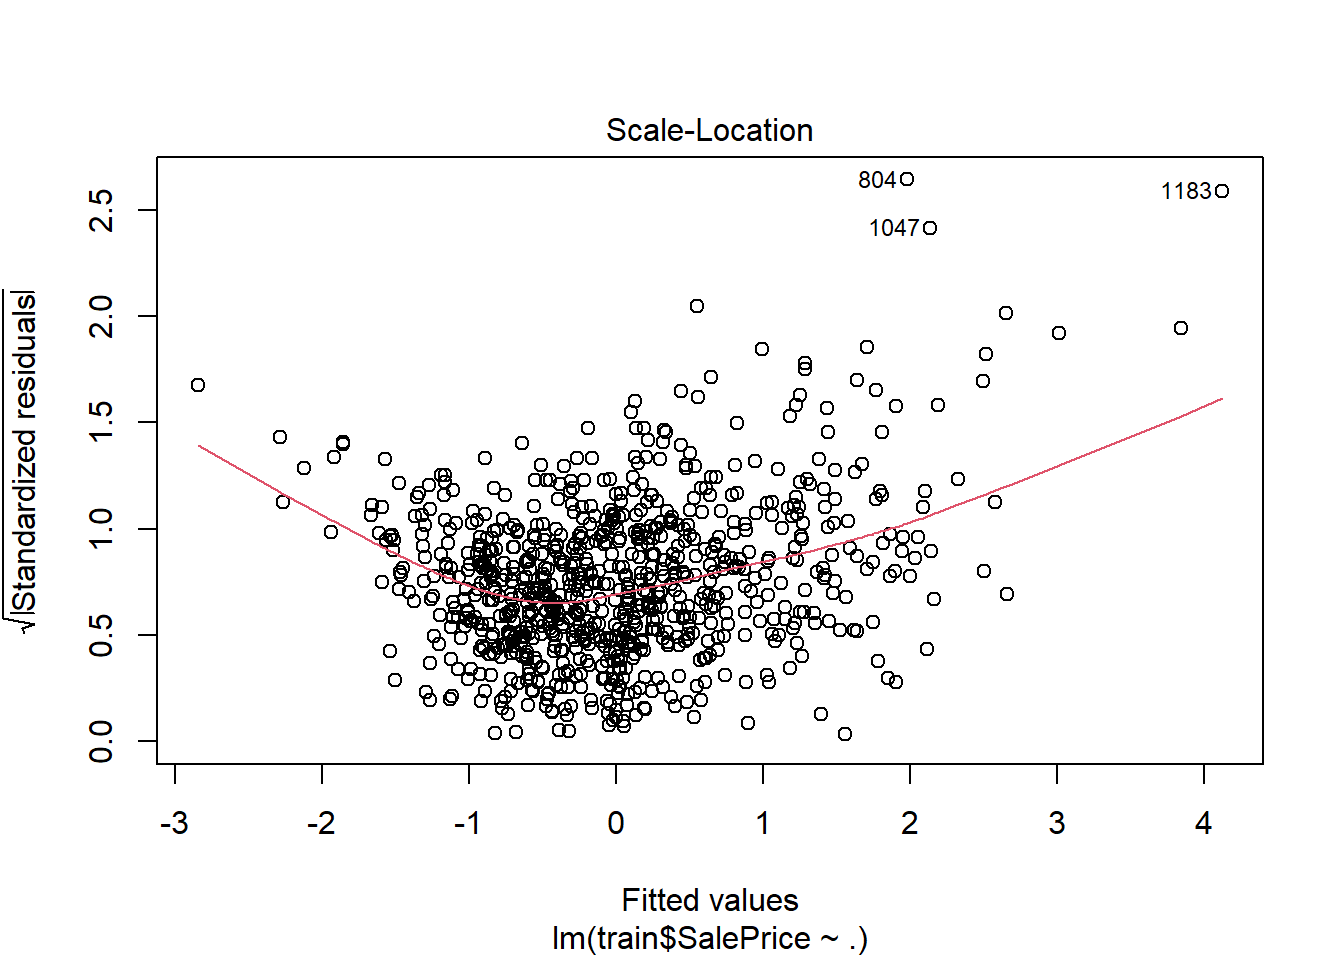 Scale-Location
√|Standardized residuals|
2.5
2.0
1.5
1.0
0.5
0.0
804
1183
1047
-3 -2 -1 0 1 2 3 4
Fitted values
lm(train$SalePrice ~ .)